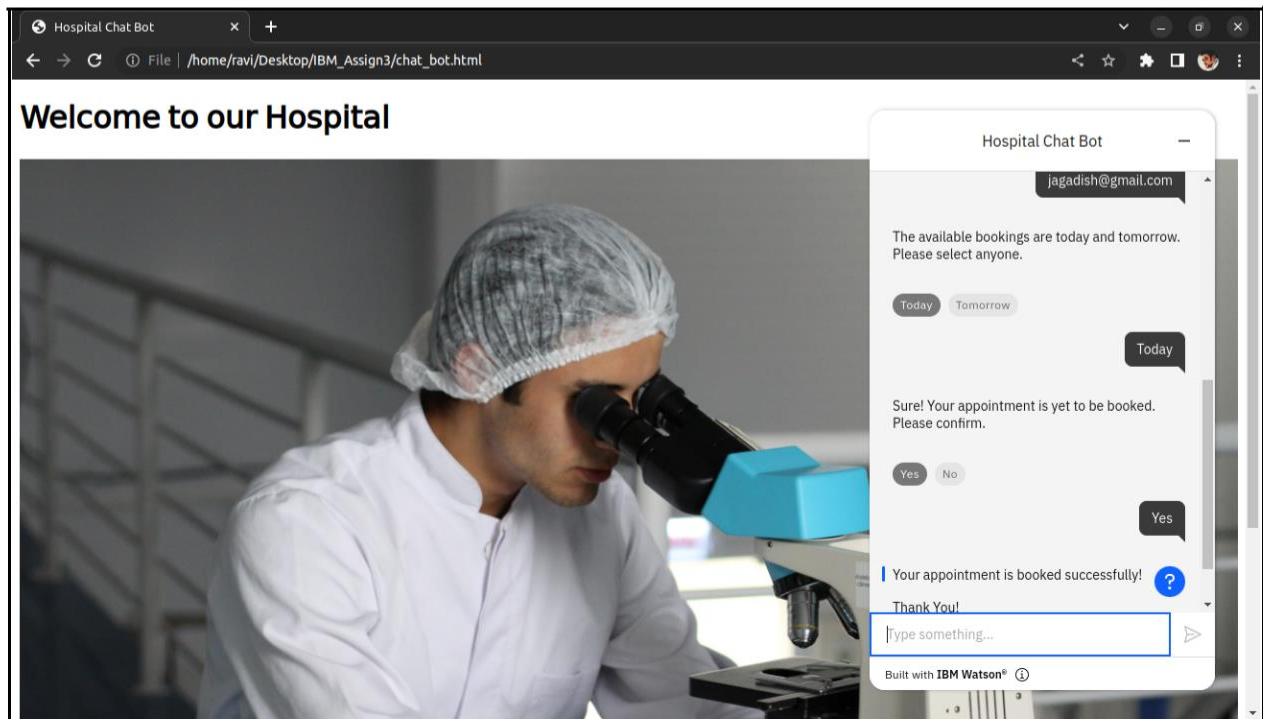 Hospital Chat Bot
File | /home/ravi/Desktop/IBM_Assign3/chat_bot.html
Welcome to our Hospital
Hospital Chat Bot
jagadish@gmail.com
The available bookings are today and tomorrow.
Please select anyone.
Today Tomorrow
Today
Sure! Your appointment is yet to be booked.
Please confirm.
Yes No
Yes
Your appointment is booked successfully!
?
Thank You!
Type something...
Built with IBM Watson®